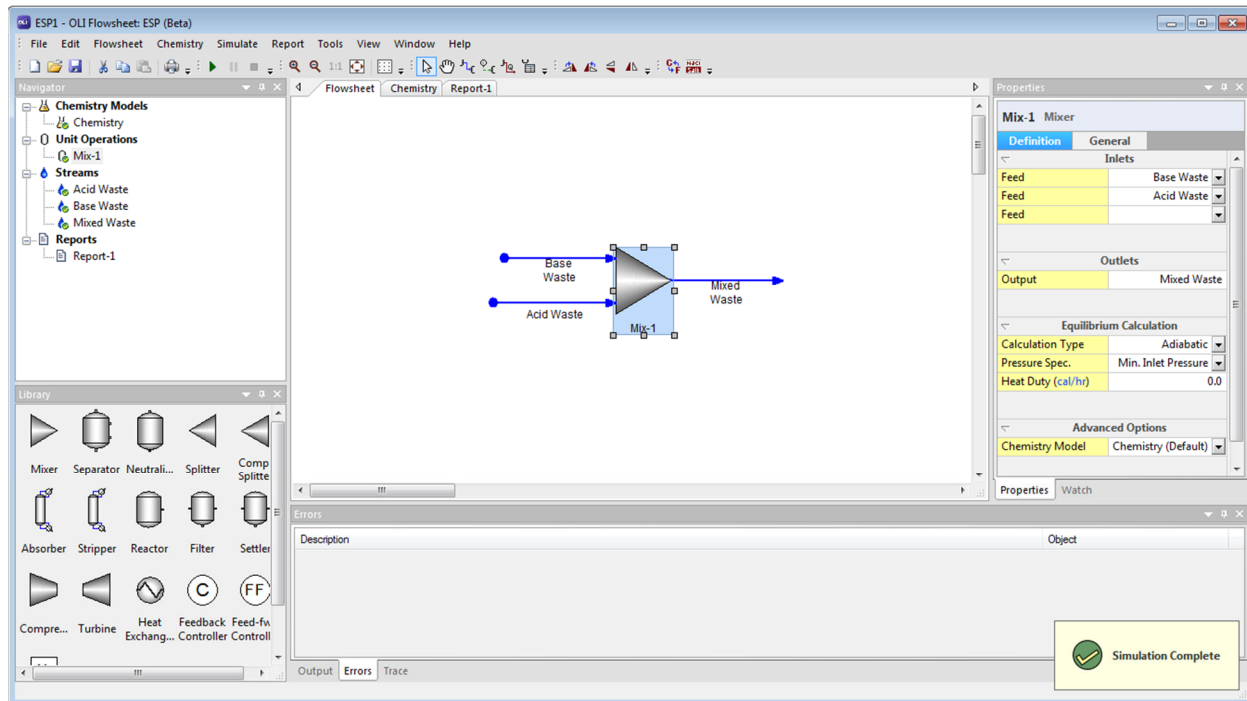 ESP1 - OLI Flowsheet: ESP (Beta)
File Edit Flowsheet Chemistry Simulate Report Tools View Window Help
1:1
Navigator
Chemistry Models
Chemistry
Unit Operations
Mix-1
Streams
Acid Waste
Base Waste
Mixed Waste
Reports
Report-1
Library
Mixer Separator Neutrali... Splitter Comp
Splitte
Absorber Stripper Reactor Filter Settler
C FF
Compre... Turbine Heat Exchang... Feedback Controller Feed-fw Controll
Flowsheet Chemistry Report-1
Base
Waste
Acid Waste
Mixed
Waste
Mix-1
Errors
Description Object
Output Errors Trace
Properties
Mix-1 Mixer
Definition General
Inlets
Feed Base Waste
Feed Acid Waste
Feed
Outlets
Output Mixed Waste
Equilibrium Calculation
Calculation Type Adiabatic
Pressure Spec. Min. Inlet Pressure
Heat Duty (cal/hr) 0.0
Advanced Options
Chemistry Model Chemistry (Default)
Properties Watch
Simulation Complete